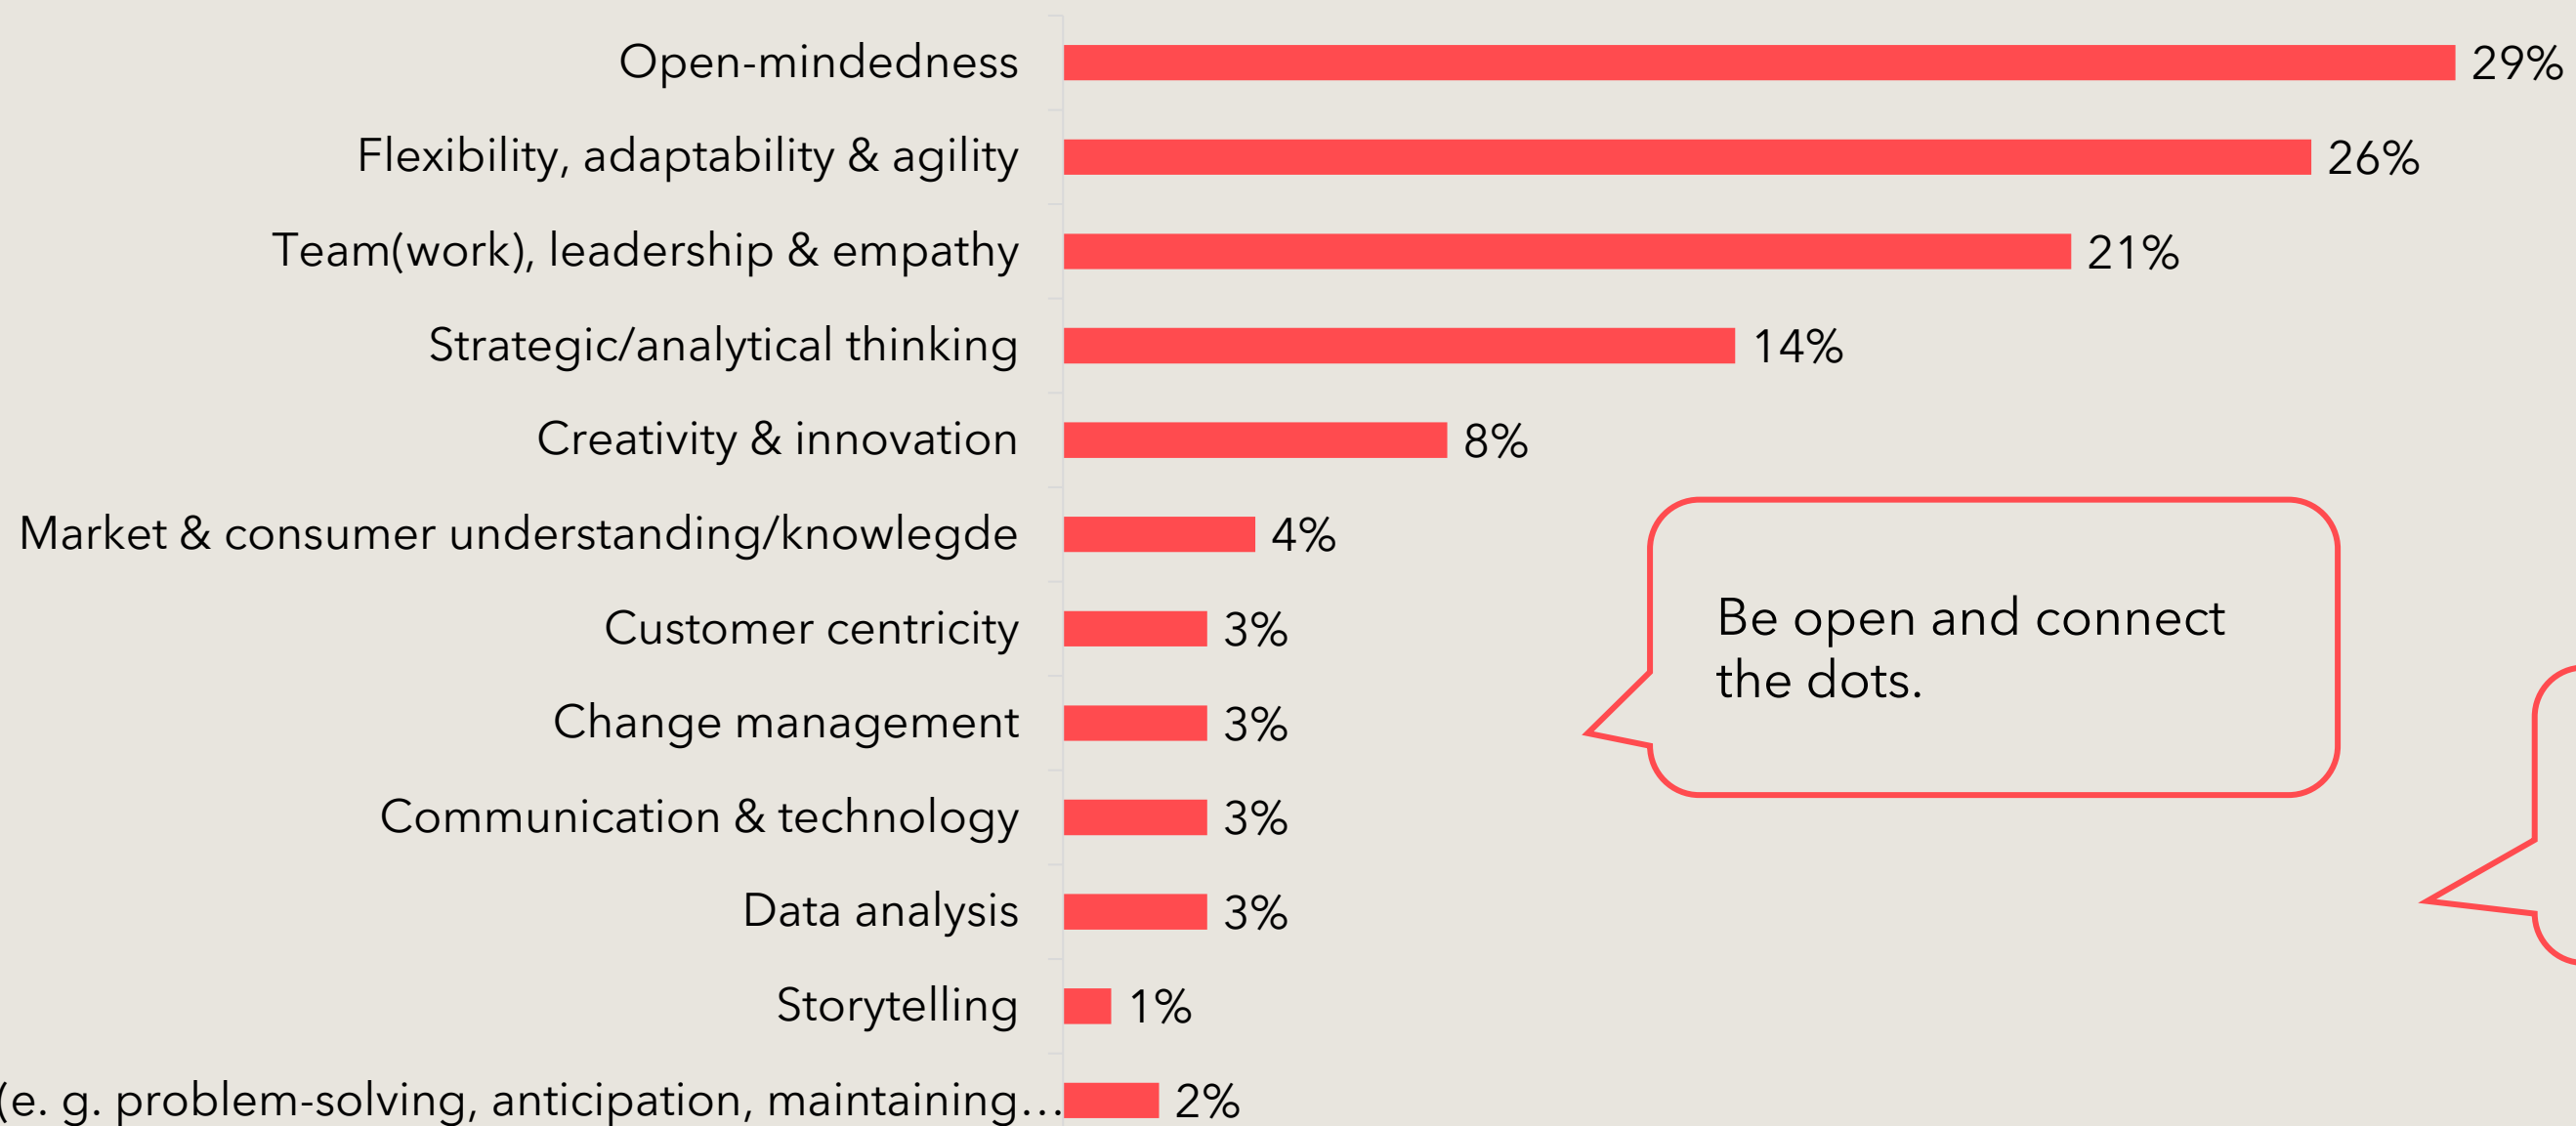 Open-mindedness 29%
Flexibility, adaptability & agility 26%
Team(work), leadership & empathy 21%
Strategic/analytical thinking 14%
Creativity & innovation 8%
Market & consumer understanding/knowlegde 4%
Customer centricity 3%
Change management 3%
Communication & technology 3%
Data analysis 3%
Storytelling 1%
(e. g. problem-solving, anticipation, maintaining… 2%
Be open and connect
the dots.